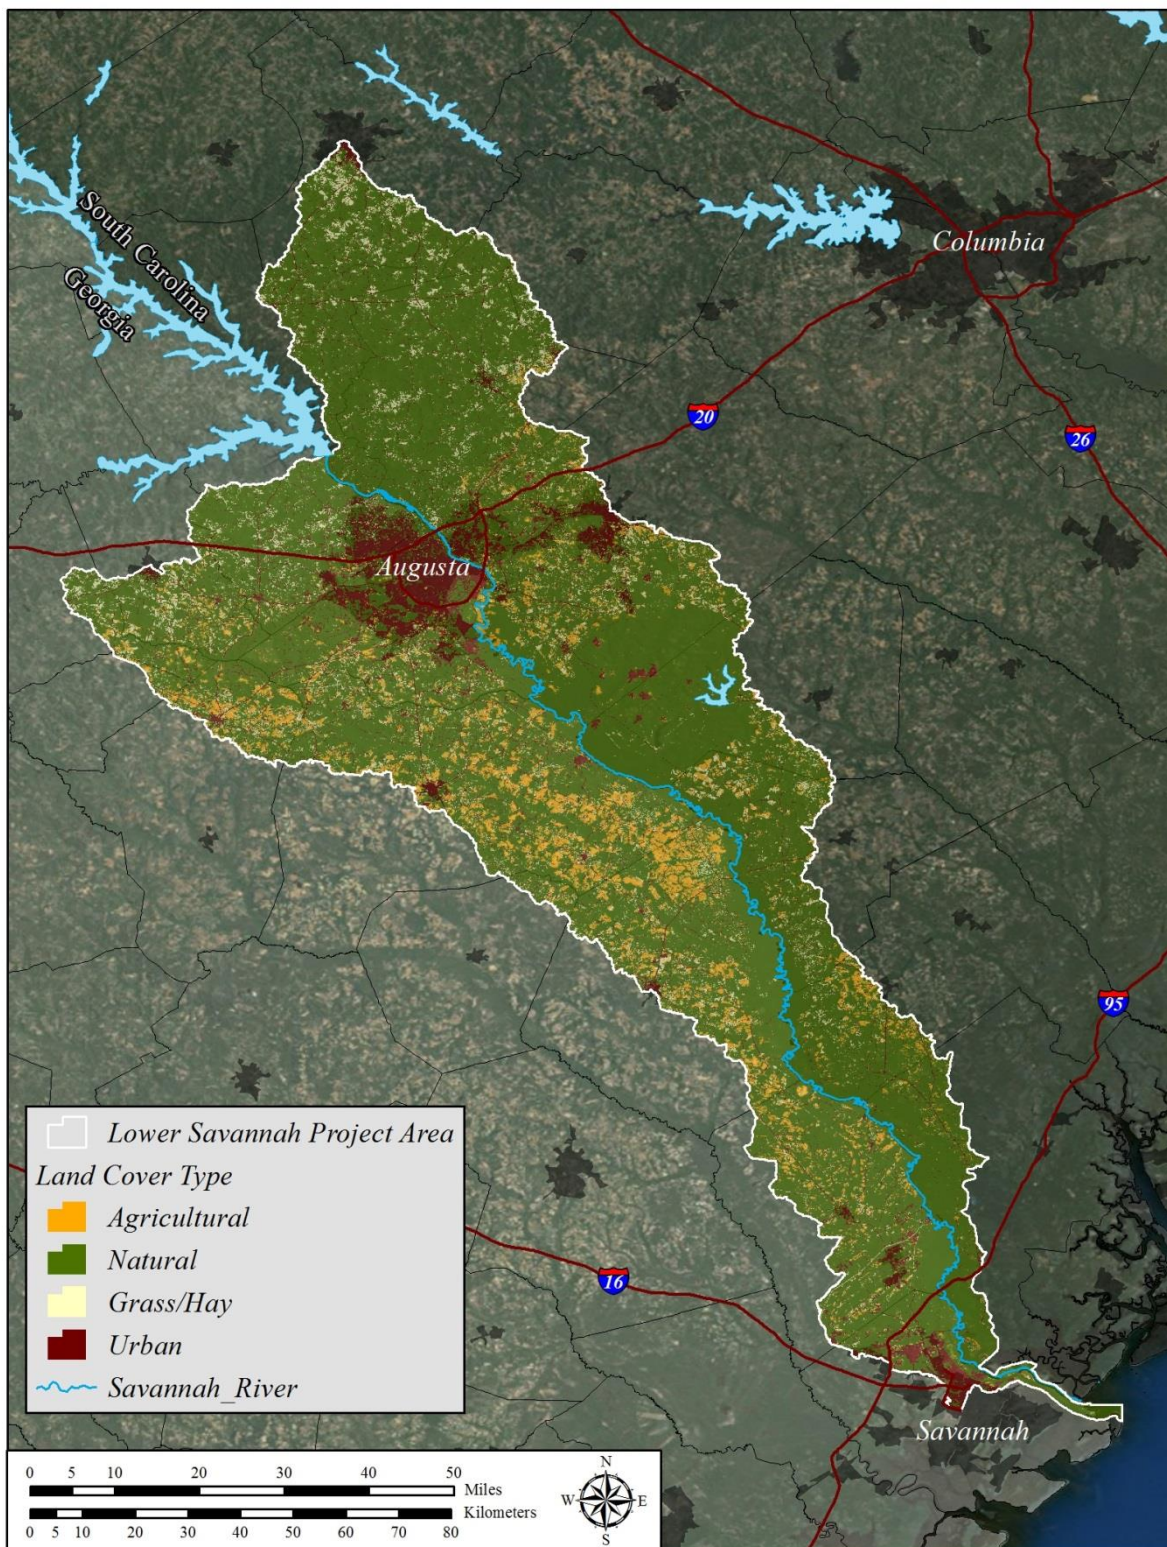 South Carolina
Georgia
Columbia
20
26
Augusta
95
16
Savannah
Lower Savannah Project Area
Land Cover Type
Agricultural
Natural
Grass/Hay
Urban
Savannah_River
0 5 10 20 30 40 50
Miles
Kilometers
0 5 10 20 30 40 50 60 70 80
N
W E
S